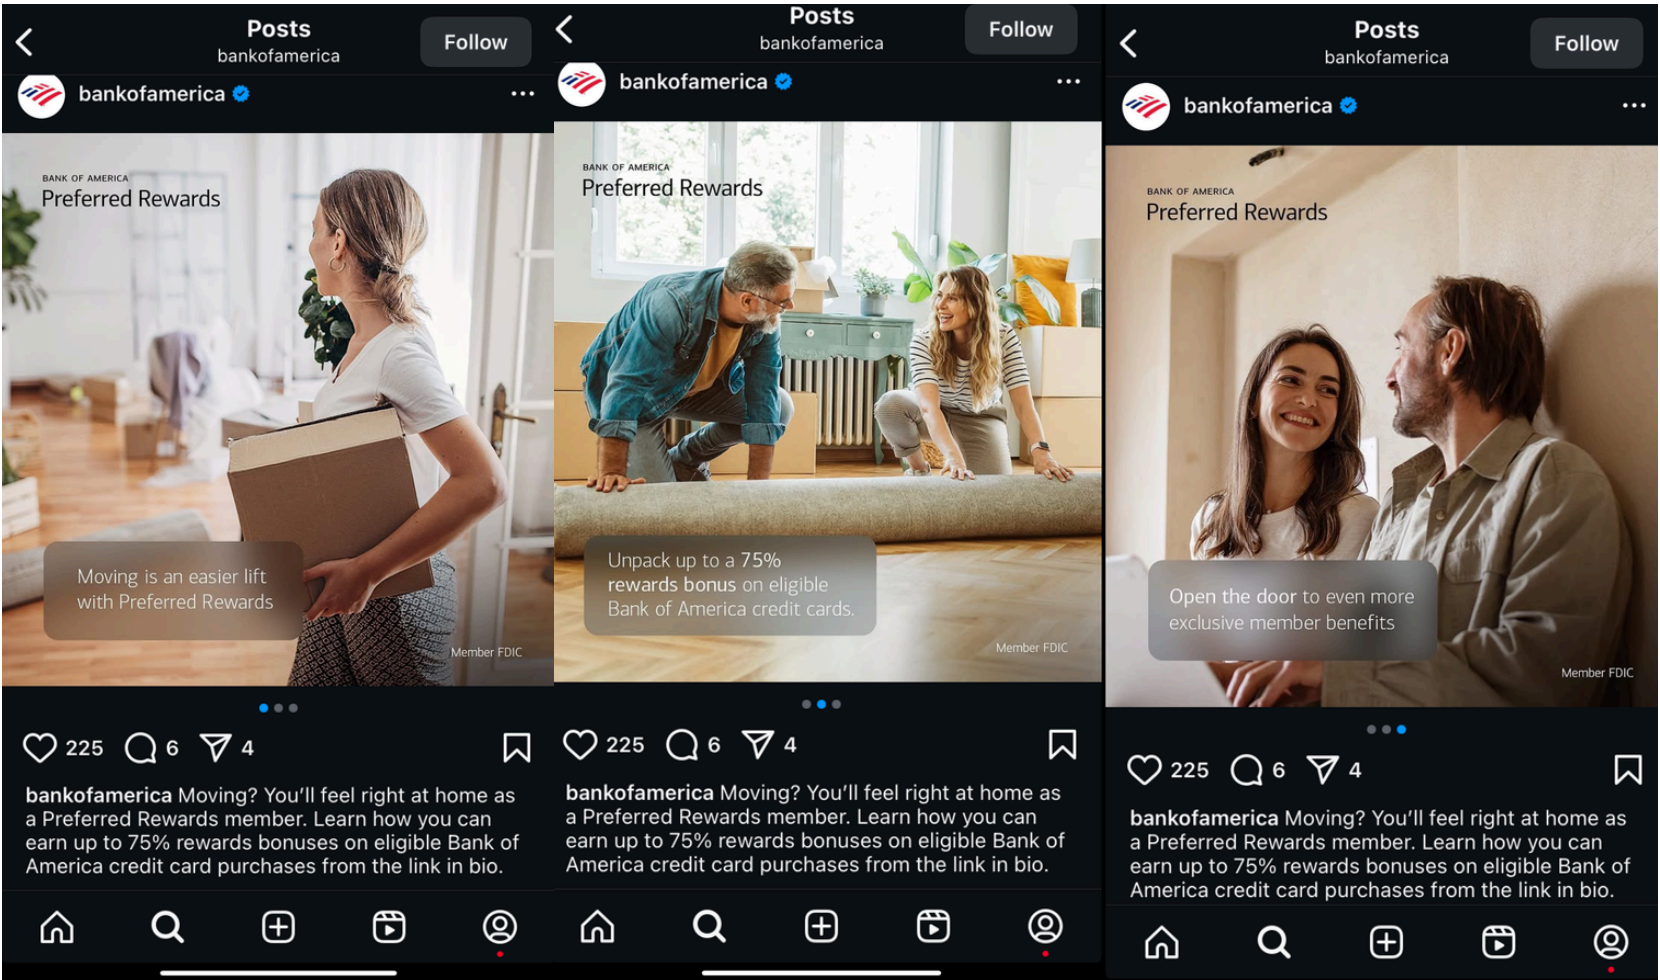 Posts
bankofamerica
Follow
bankofamerica
BANK OF AMERICA
Preferred Rewards
Moving is an easier lift
with Preferred Rewards
Member FDIC
225 6 4
bankofamerica Moving? You’ll feel right at home as
a Preferred Rewards member. Learn how you can
earn up to 75% rewards bonuses on eligible Bank of
America credit card purchases from the link in bio.
Posts
bankofamerica
Follow
bankofamerica
BANK OF AMERICA
Preferred Rewards
Unpack up to a 75%
rewards bonus on eligible
Bank of America credit cards.
Member FDIC
225 6 4
bankofamerica Moving? You’ll feel right at home as
a Preferred Rewards member. Learn how you can
earn up to 75% rewards bonuses on eligible Bank of
America credit card purchases from the link in bio.
Posts
bankofamerica
Follow
bankofamerica
BANK OF AMERICA
Preferred Rewards
Open the door to even more
exclusive member benefits
Member FDIC
225 6 4
bankofamerica Moving? You’ll feel right at home as
a Preferred Rewards member. Learn how you can
earn up to 75% rewards bonuses on eligible Bank of
America credit card purchases from the link in bio.